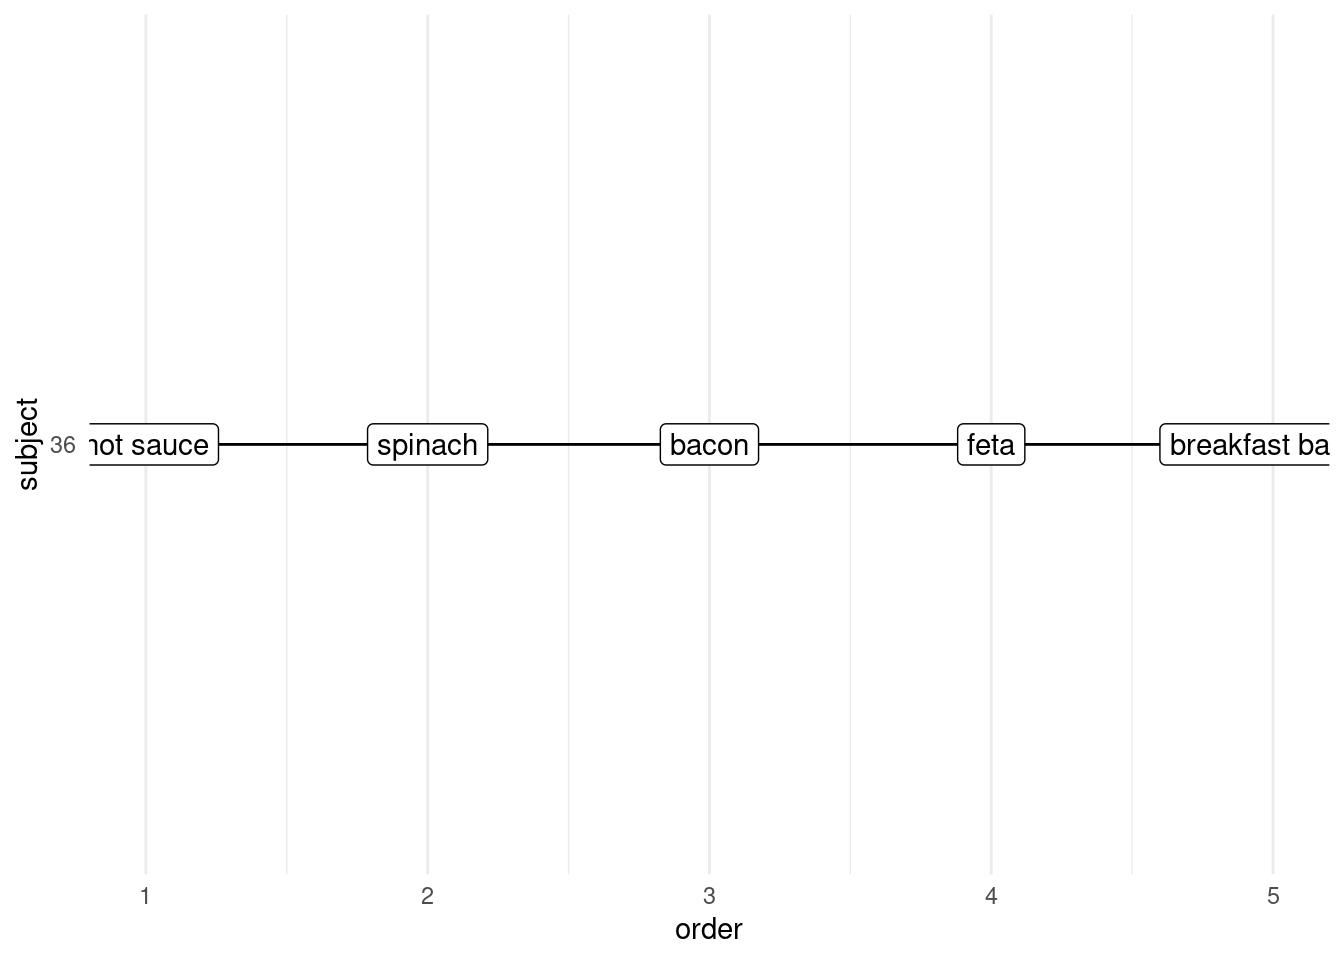 subject
36
hot sauce
spinach
bacon
feta
breakfast ba
1
2
3
4
5
order